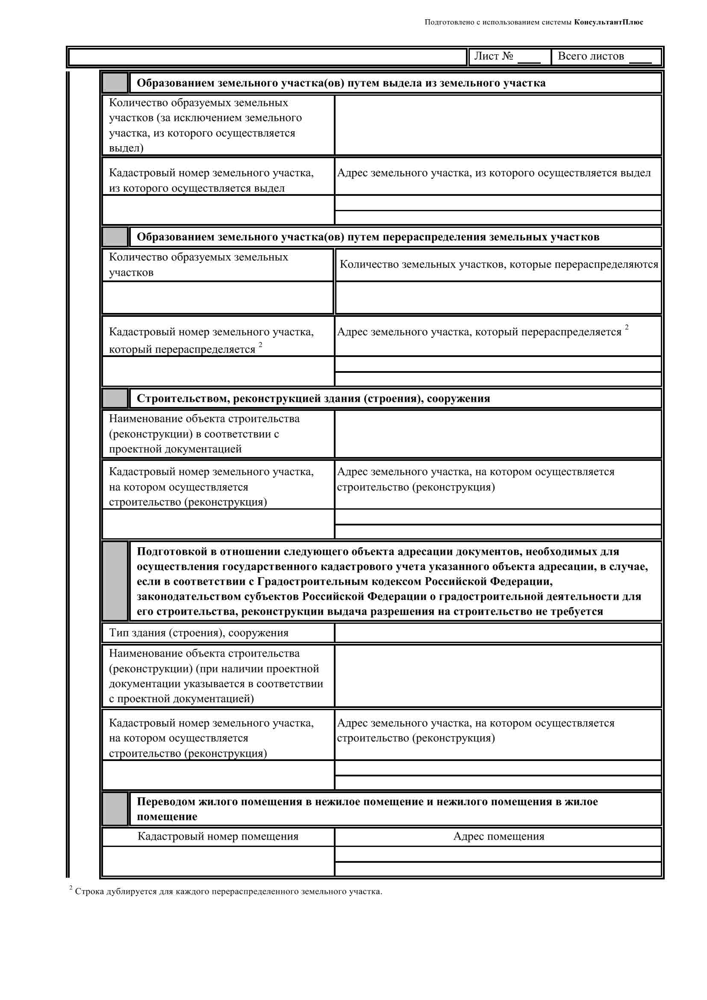 Подготовлено с использованием системы КонсультантПлюс
Лист № ____ Всего листов ____
Образованием земельного участка(ов) путем выдела из земельного участка
Количество образуемых земельных
участков (за исключением земельного
участка, из которого осуществляется
выдел)
Кадастровый номер земельного участка,
из которого осуществляется выдел
Адрес земельного участка, из которого осуществляется выдел
Образованием земельного участка(ов) путем перераспределения земельных участков
Количество образуемых земельных
участков
Количество земельных участков, которые перераспределяются
Кадастровый номер земельного участка,
который перераспределяется 2
Адрес земельного участка, который перераспределяется 2
Строительством, реконструкцией здания (строения), сооружения
Наименование объекта строительства
(реконструкции) в соответствии с
проектной документацией
Кадастровый номер земельного участка,
на котором осуществляется
строительство (реконструкция)
Адрес земельного участка, на котором осуществляется
строительство (реконструкция)
Подготовкой в отношении следующего объекта адресации документов, необходимых для
осуществления государственного кадастрового учета указанного объекта адресации, в случае,
если в соответствии с Градостроительным кодексом Российской Федерации,
законодательством субъектов Российской Федерации о градостроительной деятельности для
его строительства, реконструкции выдача разрешения на строительство не требуется
Тип здания (строения), сооружения
Наименование объекта строительства
(реконструкции) (при наличии проектной
документации указывается в соответствии
с проектной документацией)
Кадастровый номер земельного участка,
на котором осуществляется
строительство (реконструкция)
Адрес земельного участка, на котором осуществляется
строительство (реконструкция)
Переводом жилого помещения в нежилое помещение и нежилого помещения в жилое
помещение
Кадастровый номер помещения
Адрес помещения
2 Строка дублируется для каждого перераспределенного земельного участка.